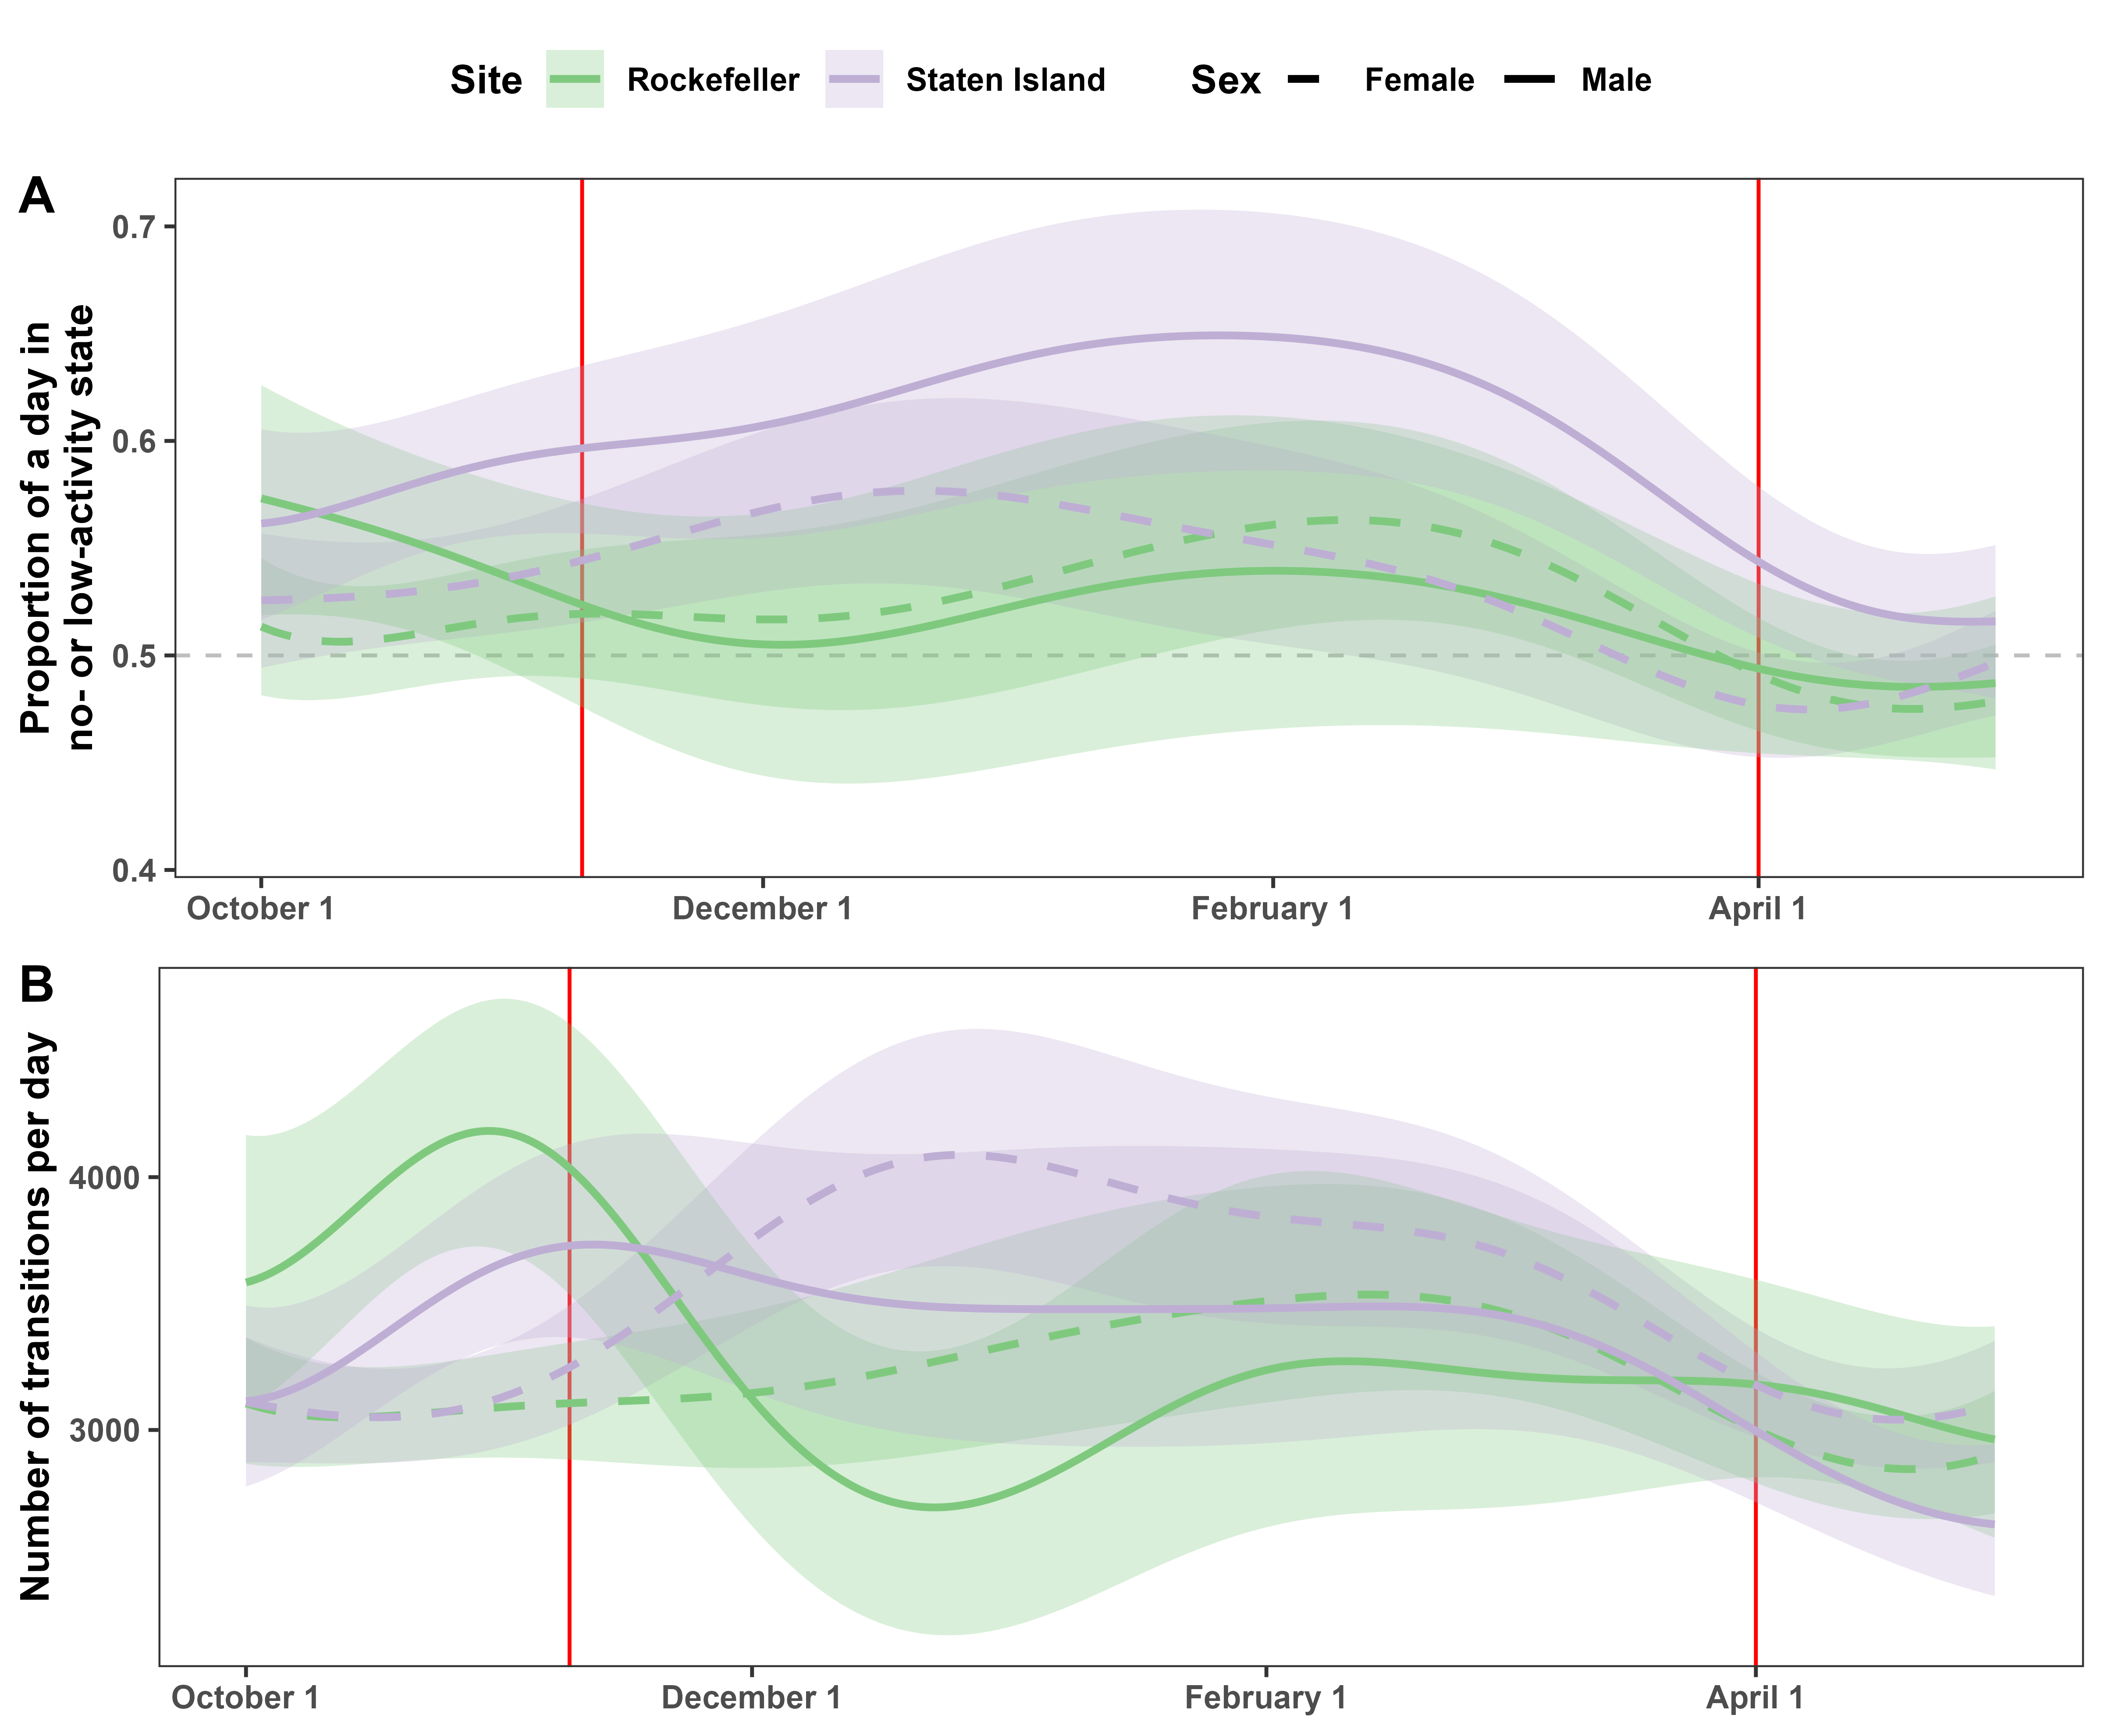 Site Rockefeller Staten Island Sex Female Male
A
Proportion of a day in
no- or low-activity state
0.7
0.6
0.5
0.4
October 1 December 1 February 1 April 1
B
Number of transitions per day
4000
3000
October 1 December 1 February 1 April 1